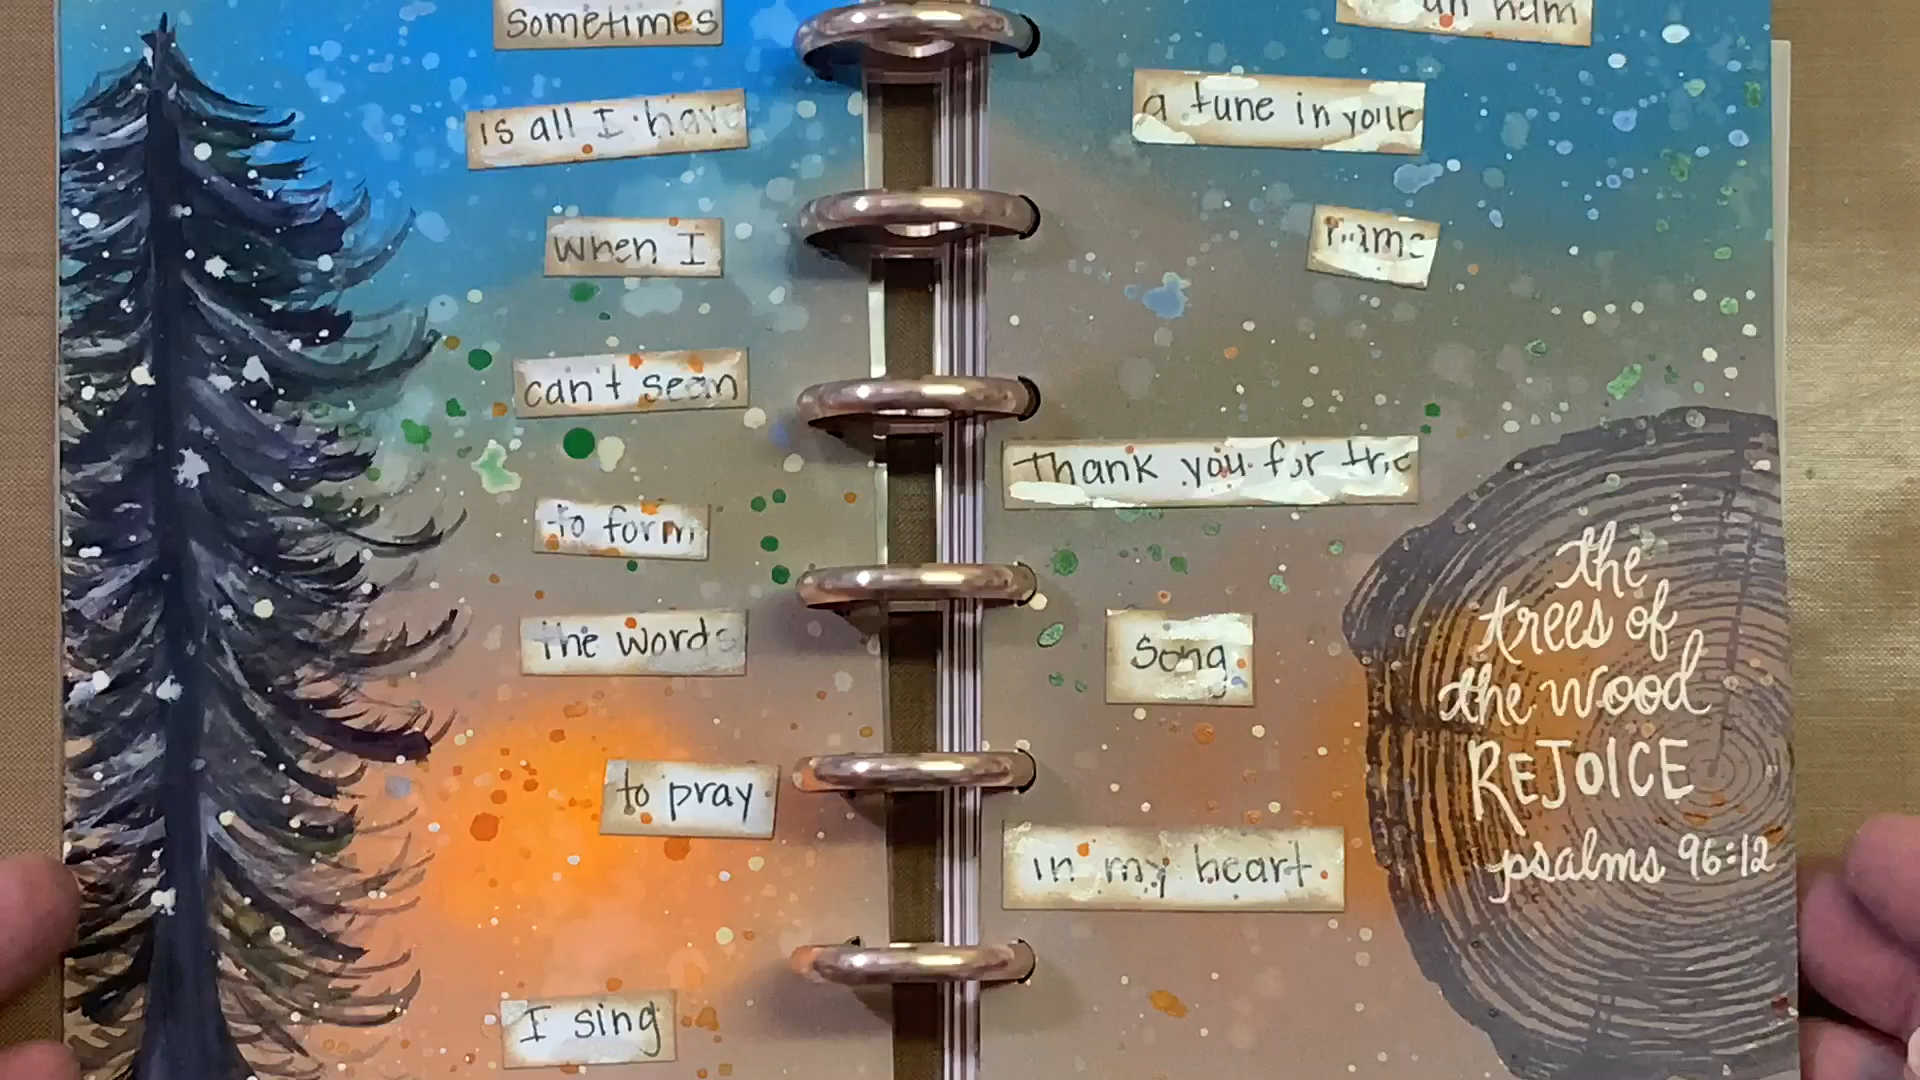 sometimes
is all I have
when I
can't seem
to form
the words
to pray
I sing
a tune in your
name
Thank you for the
song
in my heart.
the
trees of
the wood
REJOICE
psalms 96:12